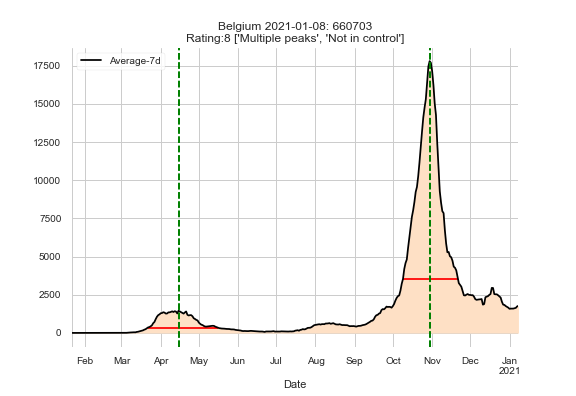 Belgium 2021-01-08: 660703
Rating:8 ['Multiple peaks', 'Not in control']
Average-7d
17500
15000
12500
10000
7500
5000
2500
0
Feb Mar Apr May Jun Jul Aug Sep Oct Nov Dec Jan
2021
Date